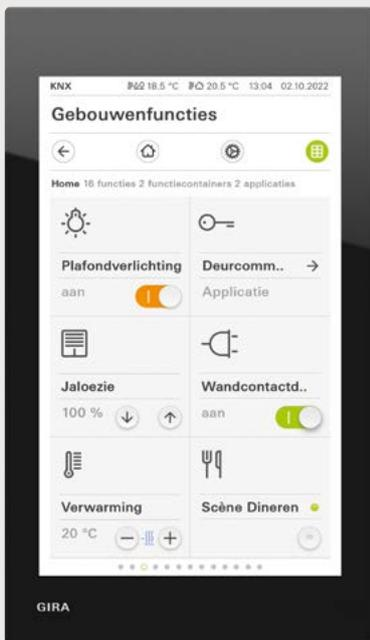 KNX 18.5 °C 20.5 °C 13:04 02.10.2022
Gebouwenfuncties
Home 16 functies 2 functiecontainers 2 applicaties
Plafondverlichting
aan
Deurcomm..
Applicatie
Jaloezie
100 %
Wandcontactd..
aan
Verwarming
20 °C
Scène Dineren
GIRA